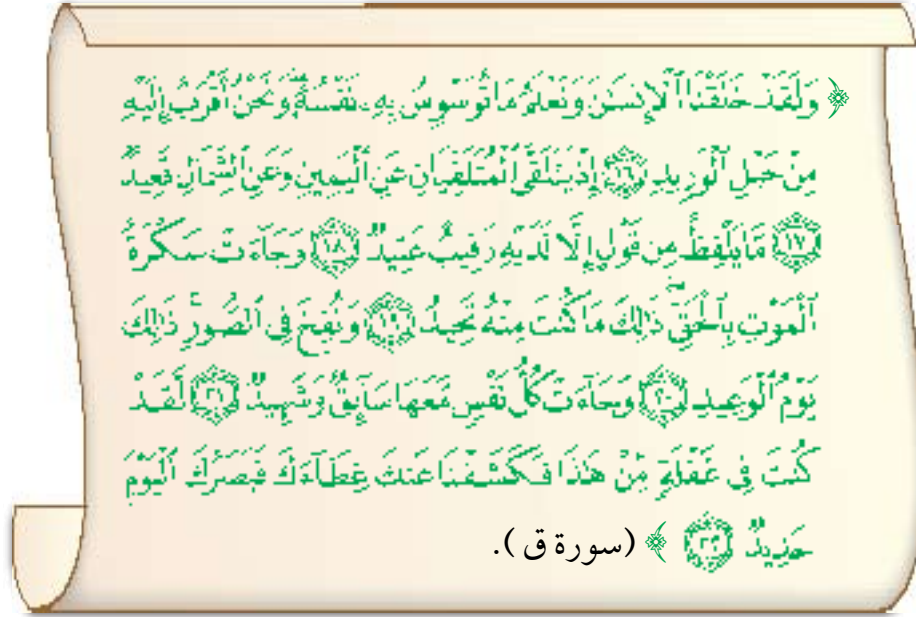 ﴿ وَلَقَدْ خَلَقْنَا ٱلْإِنسَـٰنَ وَنَعْلَمُ مَا تُوَسْوِسُ بِهِۦ نَفْسُهُۥ ۖ وَنَحْنُ أَقْرَبُ إِلَيْهِ
مِنْ حَبْلِ ٱلْوَرِيدِ ١٦ إِذْ يَتَلَقَّى ٱلْمُتَلَقِّيَانِ عَنِ ٱلْيَمِينِ وَعَنِ ٱلشِّمَالِ قَعِيدٌ
١٧ مَّا يَلْفِظُ مِن قَوْلٍ إِلَّا لَدَيْهِ رَقِيبٌ عَتِيدٌ ١٨ وَجَآءَتْ سَكْرَةُ
ٱلْمَوْتِ بِٱلْحَقِّ ۖ ذَٰلِكَ مَا كُنتَ مِنْهُ تَحِيدُ ١٩ وَنُفِخَ فِى ٱلصُّورِ ۚ ذَٰلِكَ
يَوْمُ ٱلْوَعِيدِ ٢٠ وَجَآءَتْ كُلُّ نَفْسٍ مَّعَهَا سَآئِقٌ وَشَهِيدٌ ٢١ لَّقَدْ
كُنتَ فِى غَفْلَةٍ مِّنْ هَـٰذَا فَكَشَفْنَا عَنكَ غِطَآءَكَ فَبَصَرُكَ ٱلْيَوْمَ
حَدِيدٌ ٢٢ ﴾ (سورة ق ).